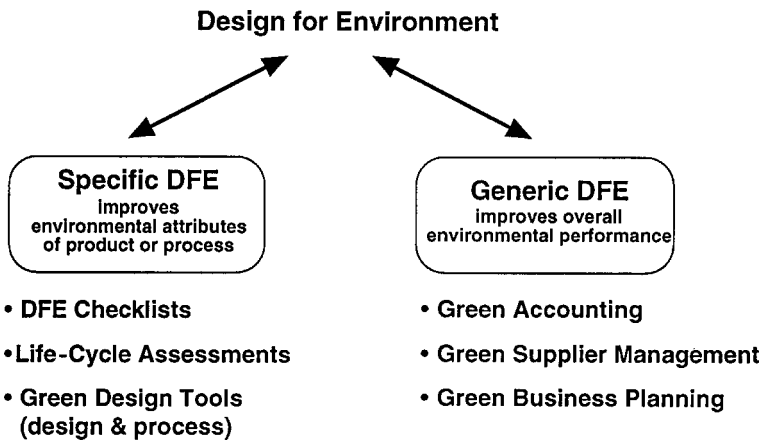 Design for Environment
Specific DFE
improves
environmental attributes
of product or process
Generic DFE
improves overall
environmental performance
• DFE Checklists
•Life-Cycle Assessments
• Green Design Tools
(design & process)
• Green Accounting
• Green Supplier Management
• Green Business Planning